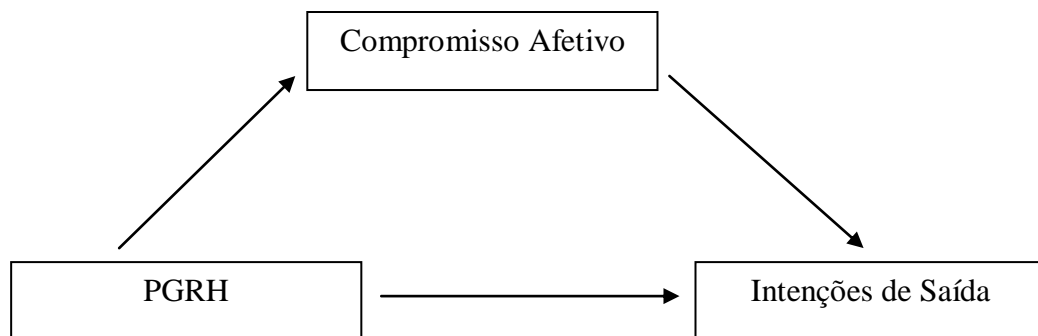 Compromisso Afetivo
PGRH
Intenções de Saída